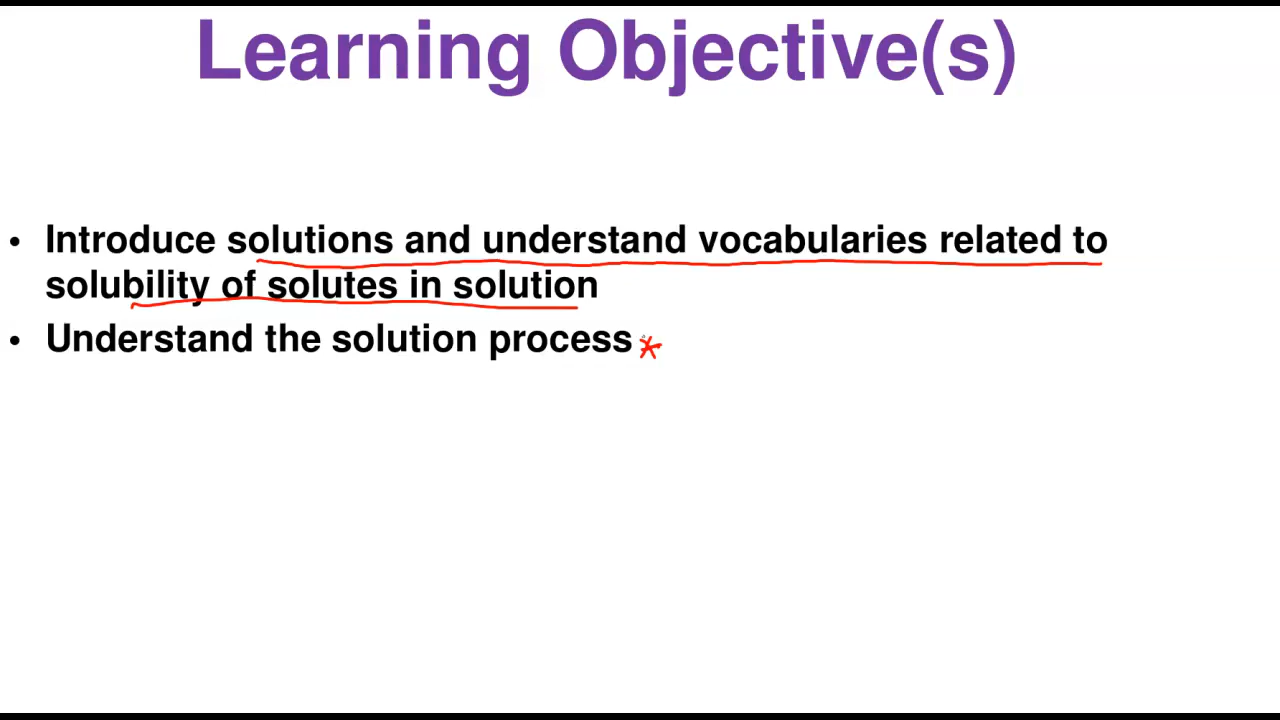 Learning Objective(s)
• Introduce solutions and understand vocabularies related to
solubility of solutes in solution
• Understand the solution process*